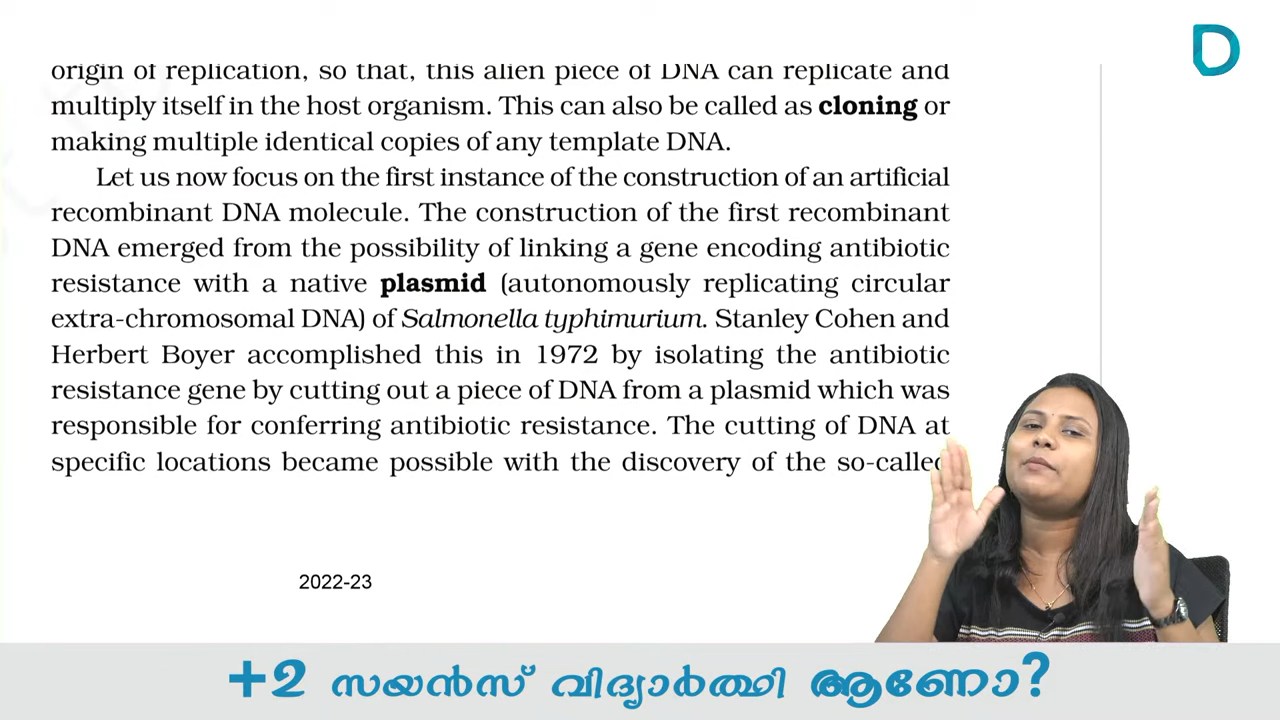 D
origin of replication, so that, this alien piece of DNA can replicate and
multiply itself in the host organism. This can also be called as cloning or
making multiple identical copies of any template DNA.
Let us now focus on the first instance of the construction of an artificial
recombinant DNA molecule. The construction of the first recombinant
DNA emerged from the possibility of linking a gene encoding antibiotic
resistance with a native plasmid (autonomously replicating circular
extra-chromosomal DNA) of Salmonella typhimurium. Stanley Cohen and
Herbert Boyer accomplished this in 1972 by isolating the antibiotic
resistance gene by cutting out a piece of DNA from a plasmid which was
responsible for conferring antibiotic resistance. The cutting of DNA at
specific locations became possible with the discovery of the so-called
2022-23
+2 സയൻസ് വിദ്യാർത്ഥി ആണോ?